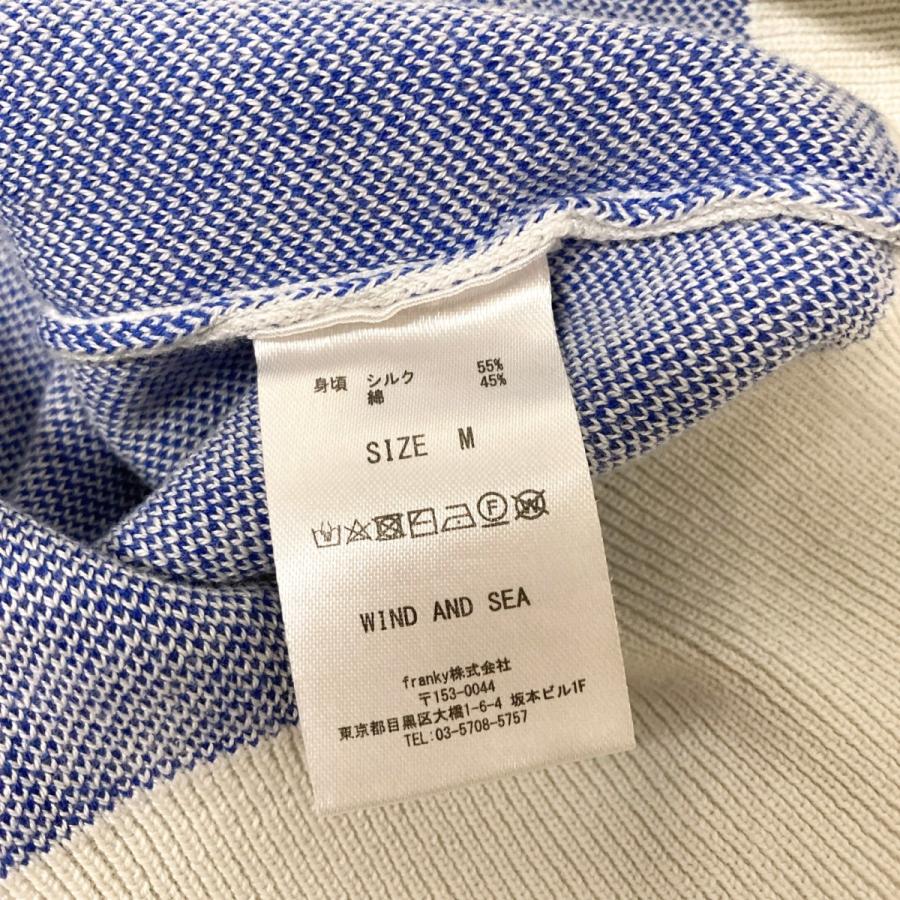 身頃 シルク 55%
綿 45%
SIZE M
F W
WIND AND SEA
franky株式会社
〒153-0044
東京都目黒区大橋1-6-4 坂本ビル1F
TEL:03-5708-5757